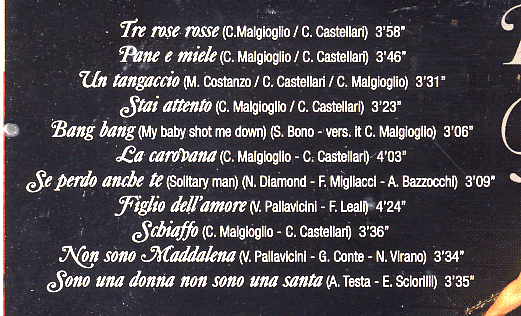 Tre rose rosse (C.Malgioglio / C. Castellari) 3'58"
Pane e miele (C. Malgioglio / C. Castellari) 3'46"
Un tangaccio (M. Costanzo / C. Castellari / C. Malgioglio) 3'31"
Stai attento (C. Malgioglio / C. Castellari) 3'23"
Bang bang (My baby shot me down) (S. Bono - vers. it C. Malgioglio) 3'06"
La carovana (C. Malgioglio - C. Castellari) 4'03"
Se perdo anche te (Solitary man) (N. Diamond - F. Migliacci - A. Bazzocchi) 3'09"
Figlio dell'amore (V. Pallavicini - F. Leali) 4'24"
Schiaffo (C. Malgioglio - C. Castellari) 3'36"
Non sono Maddalena (V. Pallavicini - G. Conte - N. Virano) 3'34"
Sono una donna non sono una santa (A. Testa - E. Sciorilli) 3'35"